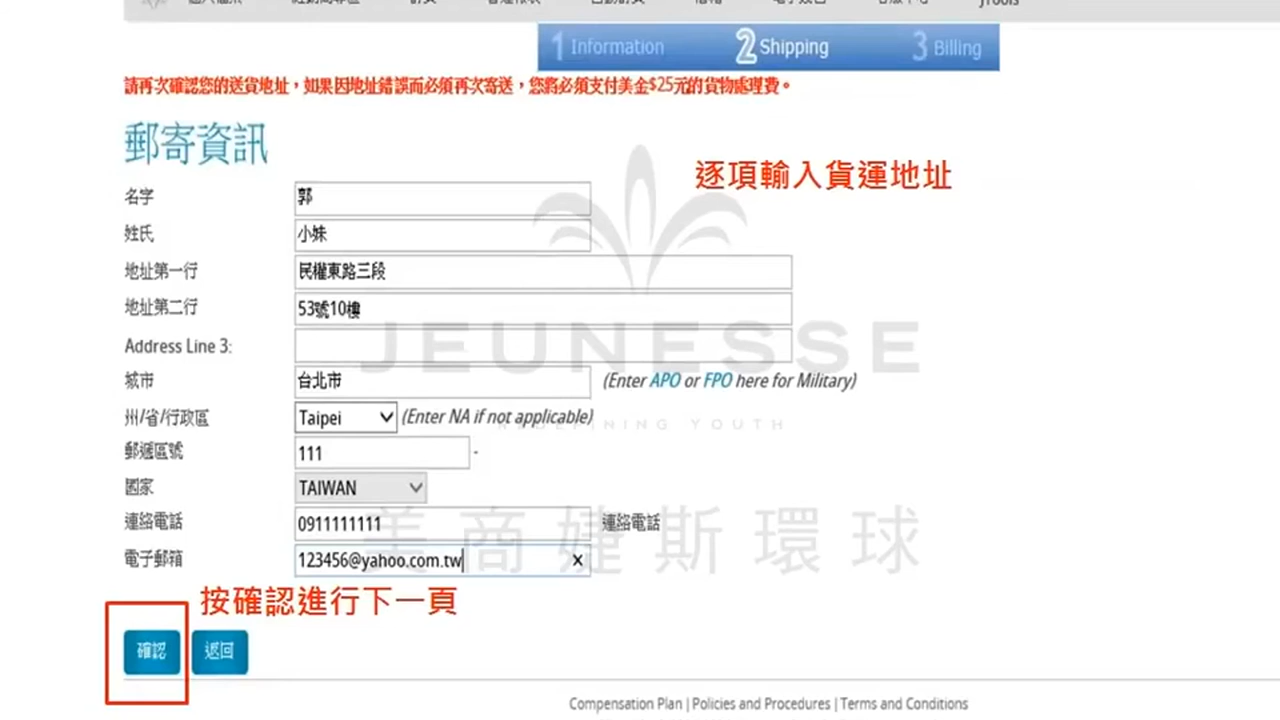 1 Information 2 Shipping 3 Billing
請再次確認您的送貨地址，如果因地址錯誤而必須再次寄送，您將必須支付美金$25元的貨物處理費。
郵寄資訊
逐項輸入貨運地址
名字 郭
姓氏 小妹
地址第一行 民權東路三段
地址第二行 53號10樓
Address Line 3:
JEUNESSE
城市 台北市 (Enter APO or FPO here for Military)
州/省/行政區 Taipei (Enter NA if not applicable)
REDEFINING YOUTH
郵遞區號 111 -
國家 TAIWAN
連絡電話 0911111111 連絡電話
美商婕斯環球
電子郵箱 123456@yahoo.com.tw
按確認進行下一頁
確認 返回
Compensation Plan | Policies and Procedures | Terms and Conditions